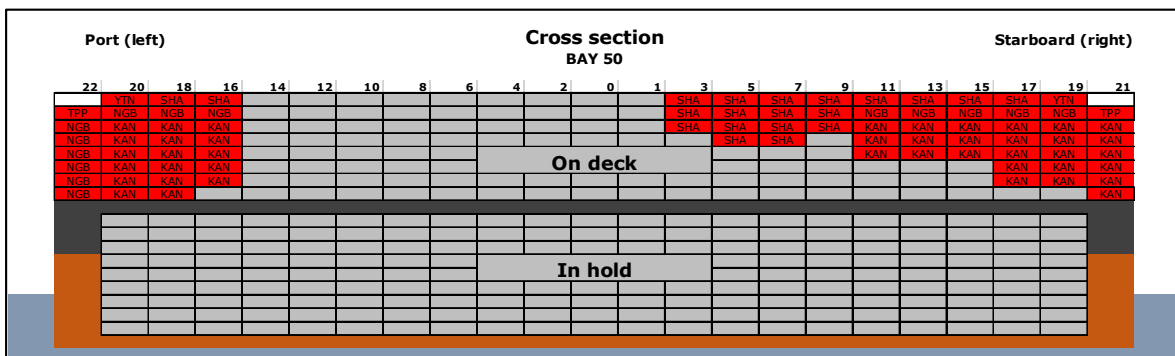 Port (left) Cross section Starboard (right)
BAY 50
22 20 18 16 14 12 10 8 6 4 2 0 1 3 5 7 9 11 13 15 17 19 21
YTN SHA SHA SHA SHA SHA SHA SHA SHA SHA SHA YTN
TPP NGB NGB NGB SHA SHA SHA SHA NGB NGB NGB NGB NGB TPP
NGB KAN KAN KAN SHA SHA SHA SHA KAN KAN KAN KAN KAN KAN
NGB KAN KAN KAN SHA SHA KAN KAN KAN KAN KAN KAN
NGB KAN KAN KAN KAN KAN KAN KAN KAN KAN
On deck
NGB KAN KAN KAN KAN KAN KAN
NGB KAN KAN KAN KAN KAN KAN
NGB KAN KAN KAN
In hold